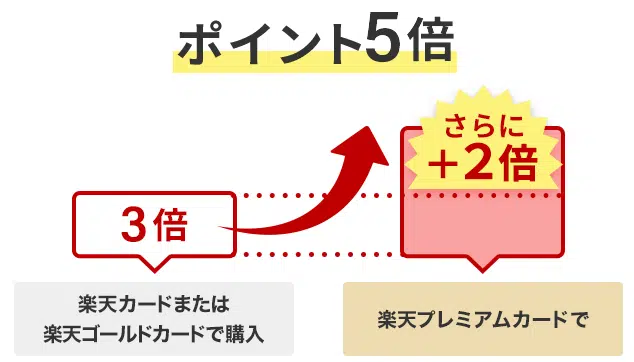 ポイント5倍
さらに
+2倍
3倍
楽天カードまたは
楽天ゴールドカードで購入
楽天プレミアムカードで